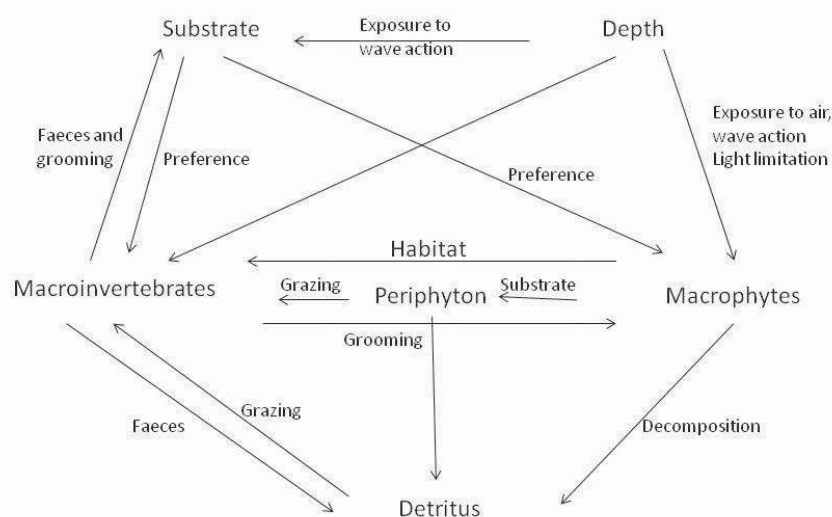 Substrate
Exposure to
wave action
Depth
Faeces and
grooming
Preference
Exposure to air,
wave action
Light limitation
Preference
Habitat
Macroinvertebrates
Grazing
Periphyton
Substrate
Macrophytes
Grooming
Faeces
Grazing
Decomposition
Detritus